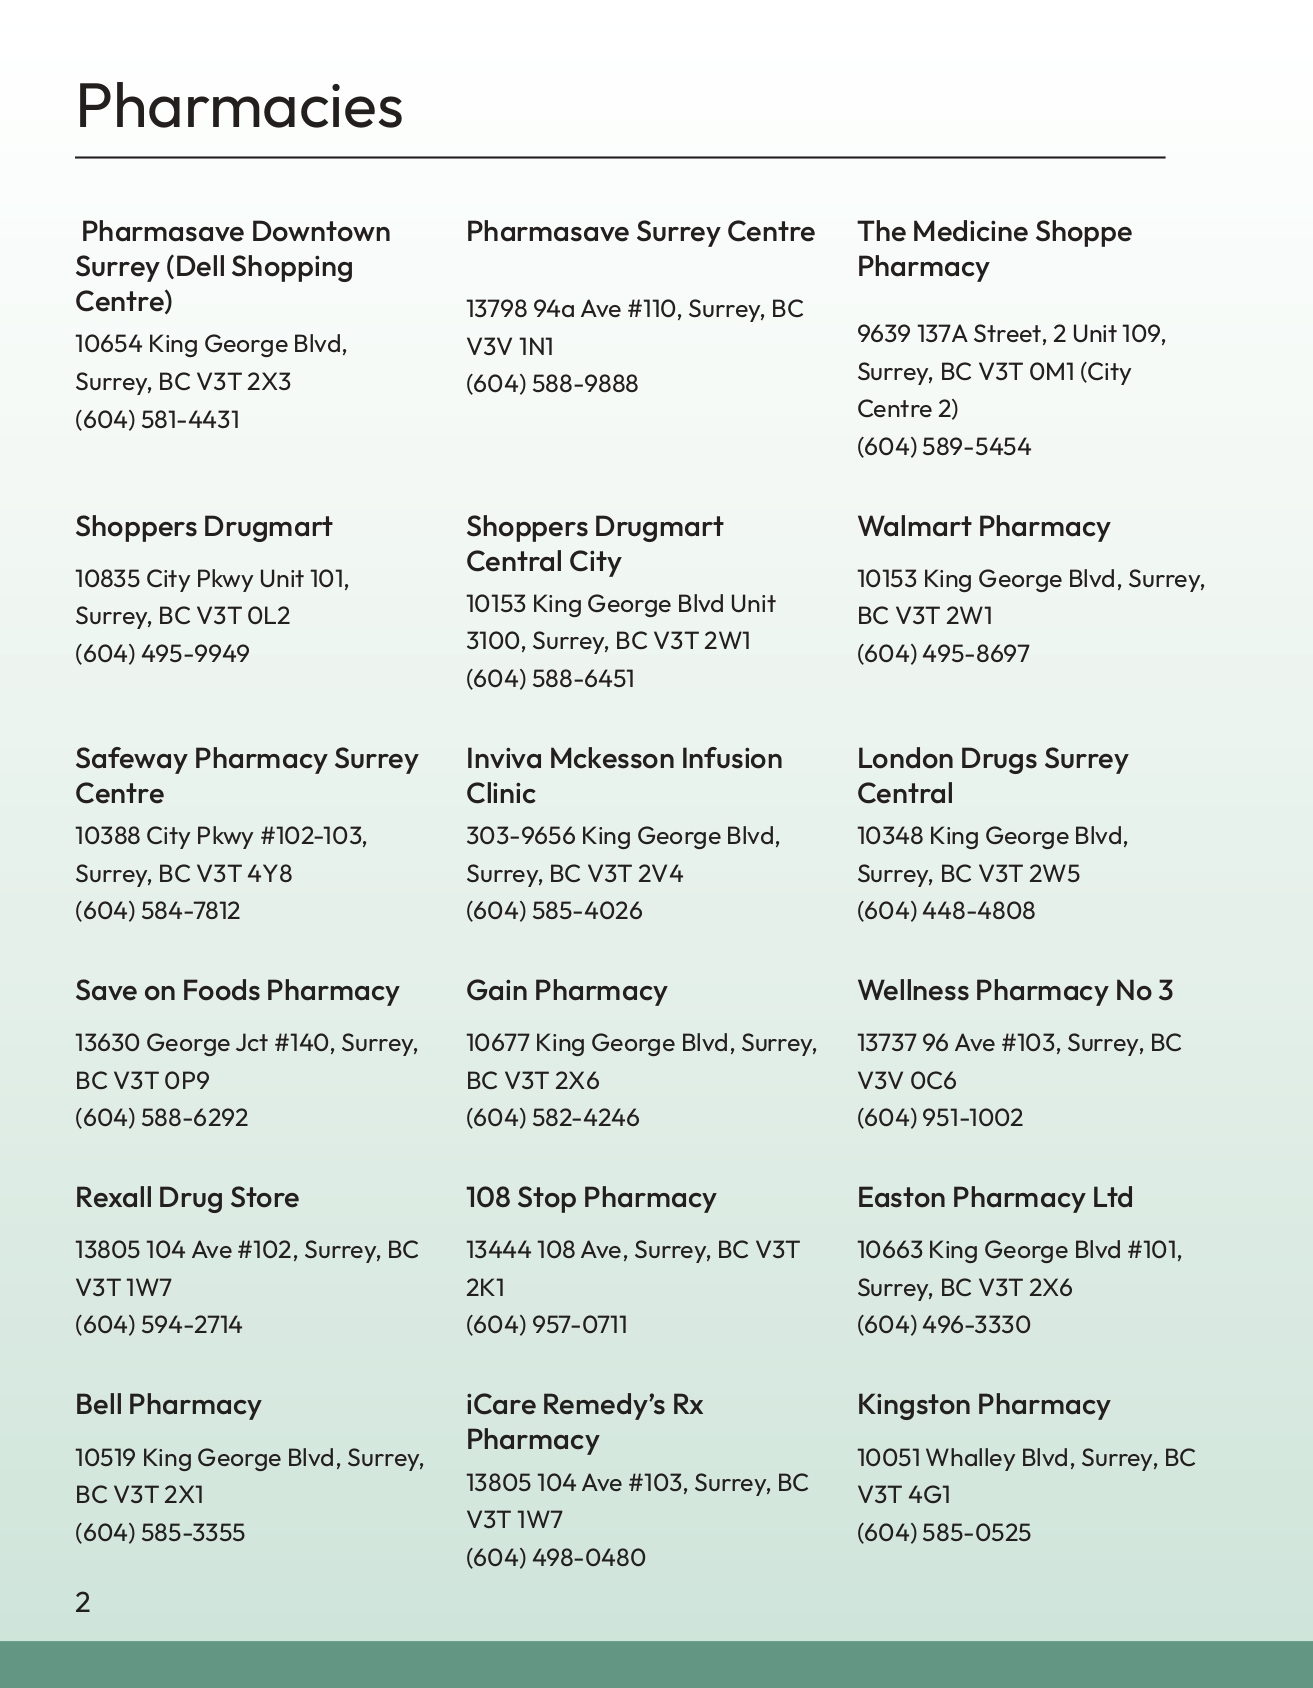 Pharmacies
Pharmasave Downtown
Surrey (Dell Shopping
Centre)
10654 King George Blvd,
Surrey, BC V3T 2X3
(604) 581-4431
Pharmasave Surrey Centre
13798 94a Ave #110, Surrey, BC
V3V 1N1
(604) 588-9888
The Medicine Shoppe
Pharmacy
9639 137A Street, 2 Unit 109,
Surrey, BC V3T 0M1 (City
Centre 2)
(604) 589-5454
Shoppers Drugmart
10835 City Pkwy Unit 101,
Surrey, BC V3T 0L2
(604) 495-9949
Shoppers Drugmart
Central City
10153 King George Blvd Unit
3100, Surrey, BC V3T 2W1
(604) 588-6451
Walmart Pharmacy
10153 King George Blvd, Surrey,
BC V3T 2W1
(604) 495-8697
Safeway Pharmacy Surrey
Centre
10388 City Pkwy #102-103,
Surrey, BC V3T 4Y8
(604) 584-7812
Inviva Mckesson Infusion
Clinic
303-9656 King George Blvd,
Surrey, BC V3T 2V4
(604) 585-4026
London Drugs Surrey
Central
10348 King George Blvd,
Surrey, BC V3T 2W5
(604) 448-4808
Save on Foods Pharmacy
13630 George Jct #140, Surrey,
BC V3T 0P9
(604) 588-6292
Gain Pharmacy
10677 King George Blvd, Surrey,
BC V3T 2X6
(604) 582-4246
Wellness Pharmacy No 3
13737 96 Ave #103, Surrey, BC
V3V 0C6
(604) 951-1002
Rexall Drug Store
13805 104 Ave #102, Surrey, BC
V3T 1W7
(604) 594-2714
108 Stop Pharmacy
13444 108 Ave, Surrey, BC V3T
2K1
(604) 957-0711
Easton Pharmacy Ltd
10663 King George Blvd #101,
Surrey, BC V3T 2X6
(604) 496-3330
Bell Pharmacy
10519 King George Blvd, Surrey,
BC V3T 2X1
(604) 585-3355
iCare Remedy’s Rx
Pharmacy
13805 104 Ave #103, Surrey, BC
V3T 1W7
(604) 498-0480
Kingston Pharmacy
10051 Whalley Blvd, Surrey, BC
V3T 4G1
(604) 585-0525
2